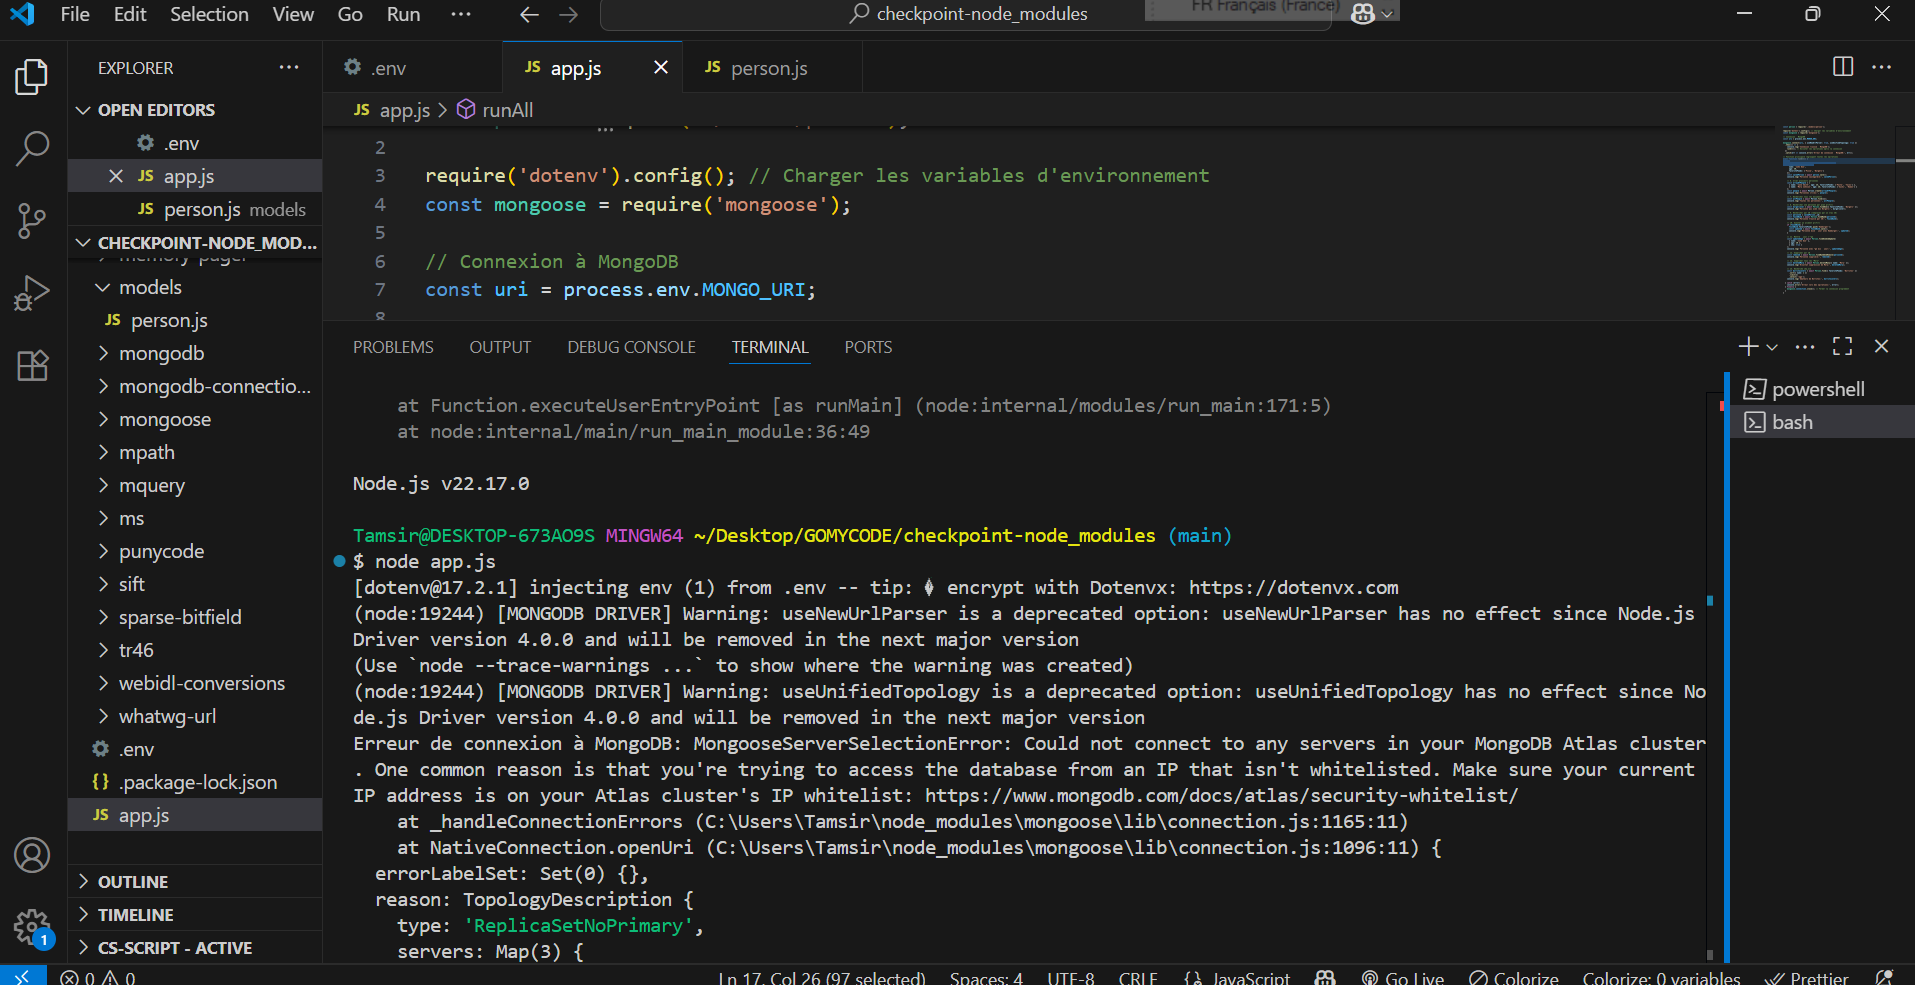 File Edit Selection View Go Run ··· checkpoint-node_modules FR Français (France)
EXPLORER ···
OPEN EDITORS
.env
JS app.js
JS person.js models
CHECKPOINT-NODE_MOD...
memory-pager
models
JS person.js
mongodb
mongodb-connectio...
mongoose
mpath
mquery
ms
punycode
sift
sparse-bitfield
tr46
webidl-conversions
whatwg-url
.env
{} .package-lock.json
JS app.js
OUTLINE
TIMELINE
CS-SCRIPT - ACTIVE
1
.env
JS app.js
JS person.js
JS app.js > runAll
2
3 require('dotenv').config(); // Charger les variables d'environnement
4 const mongoose = require('mongoose');
5
6 // Connexion à MongoDB
7 const uri = process.env.MONGO_URI;
8
PROBLEMS OUTPUT DEBUG CONSOLE TERMINAL PORTS
powershell
bash
at Function.executeUserEntryPoint [as runMain] (node:internal/modules/run_main:171:5)
at node:internal/main/run_main_module:36:49
Node.js v22.17.0
Tamsir@DESKTOP-673AO9S MINGW64 ~/Desktop/GOMYCODE/checkpoint-node_modules (main)
$ node app.js
[dotenv@17.2.1] injecting env (1) from .env -- tip: encrypt with Dotenvx: https://dotenvx.com
(node:19244) [MONGODB DRIVER] Warning: useNewUrlParser is a deprecated option: useNewUrlParser has no effect since Node.js
Driver version 4.0.0 and will be removed in the next major version
(Use `node --trace-warnings ...` to show where the warning was created)
(node:19244) [MONGODB DRIVER] Warning: useUnifiedTopology is a deprecated option: useUnifiedTopology has no effect since No
de.js Driver version 4.0.0 and will be removed in the next major version
Erreur de connexion à MongoDB: MongooseServerSelectionError: Could not connect to any servers in your MongoDB Atlas cluster
. One common reason is that you're trying to access the database from an IP that isn't whitelisted. Make sure your current
IP address is on your Atlas cluster's IP whitelist: https://www.mongodb.com/docs/atlas/security-whitelist/
at _handleConnectionErrors (C:\Users\Tamsir\node_modules\mongoose\lib\connection.js:1165:11)
at NativeConnection.openUri (C:\Users\Tamsir\node_modules\mongoose\lib\connection.js:1096:11) {
errorLabelSet: Set(0) {},
reason: TopologyDescription {
type: 'ReplicaSetNoPrimary',
servers: Map(3) {
0 0 Ln 17, Col 26 (97 selected) Spaces: 4 UTF-8 CRLF {} JavaScript Go Live Colorize Colorize: 0 variables Prettier